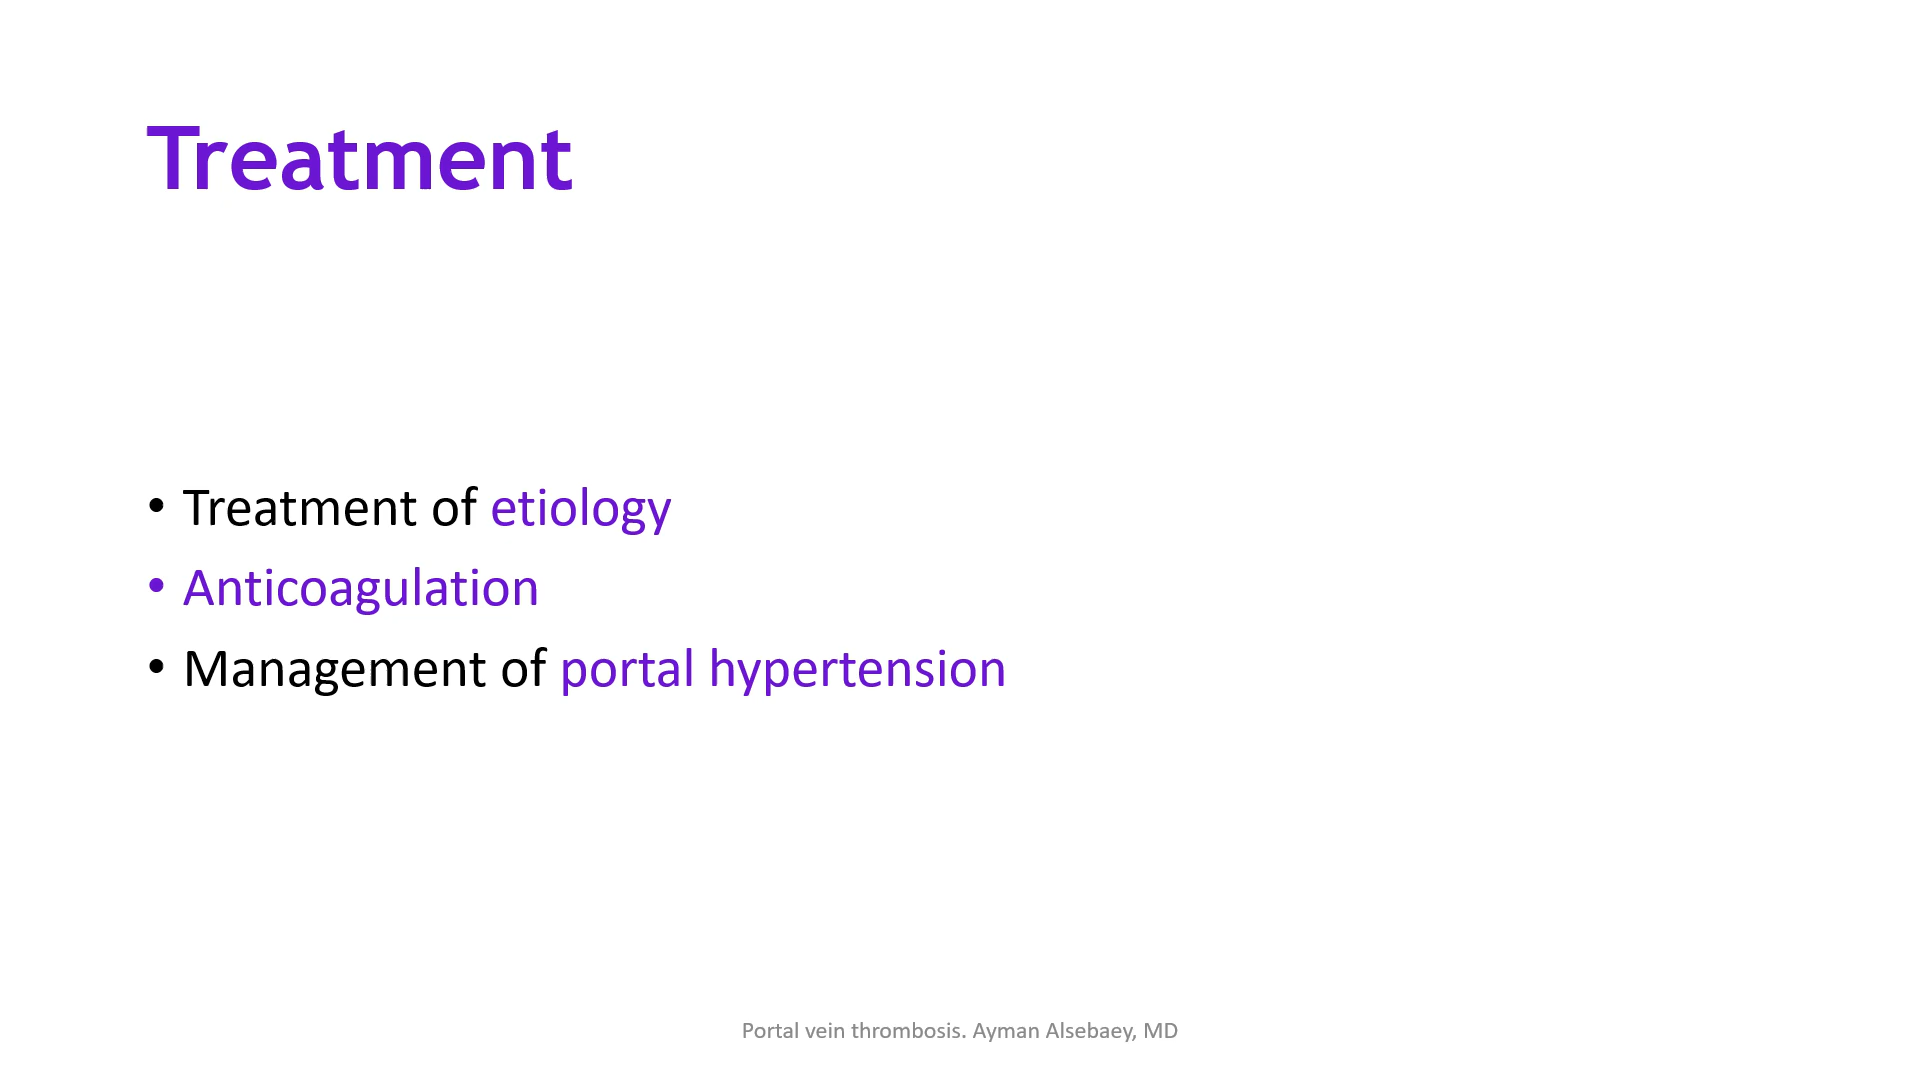 Treatment
• Treatment of etiology
• Anticoagulation
• Management of portal hypertension
Portal vein thrombosis. Ayman Alsebaey, MD